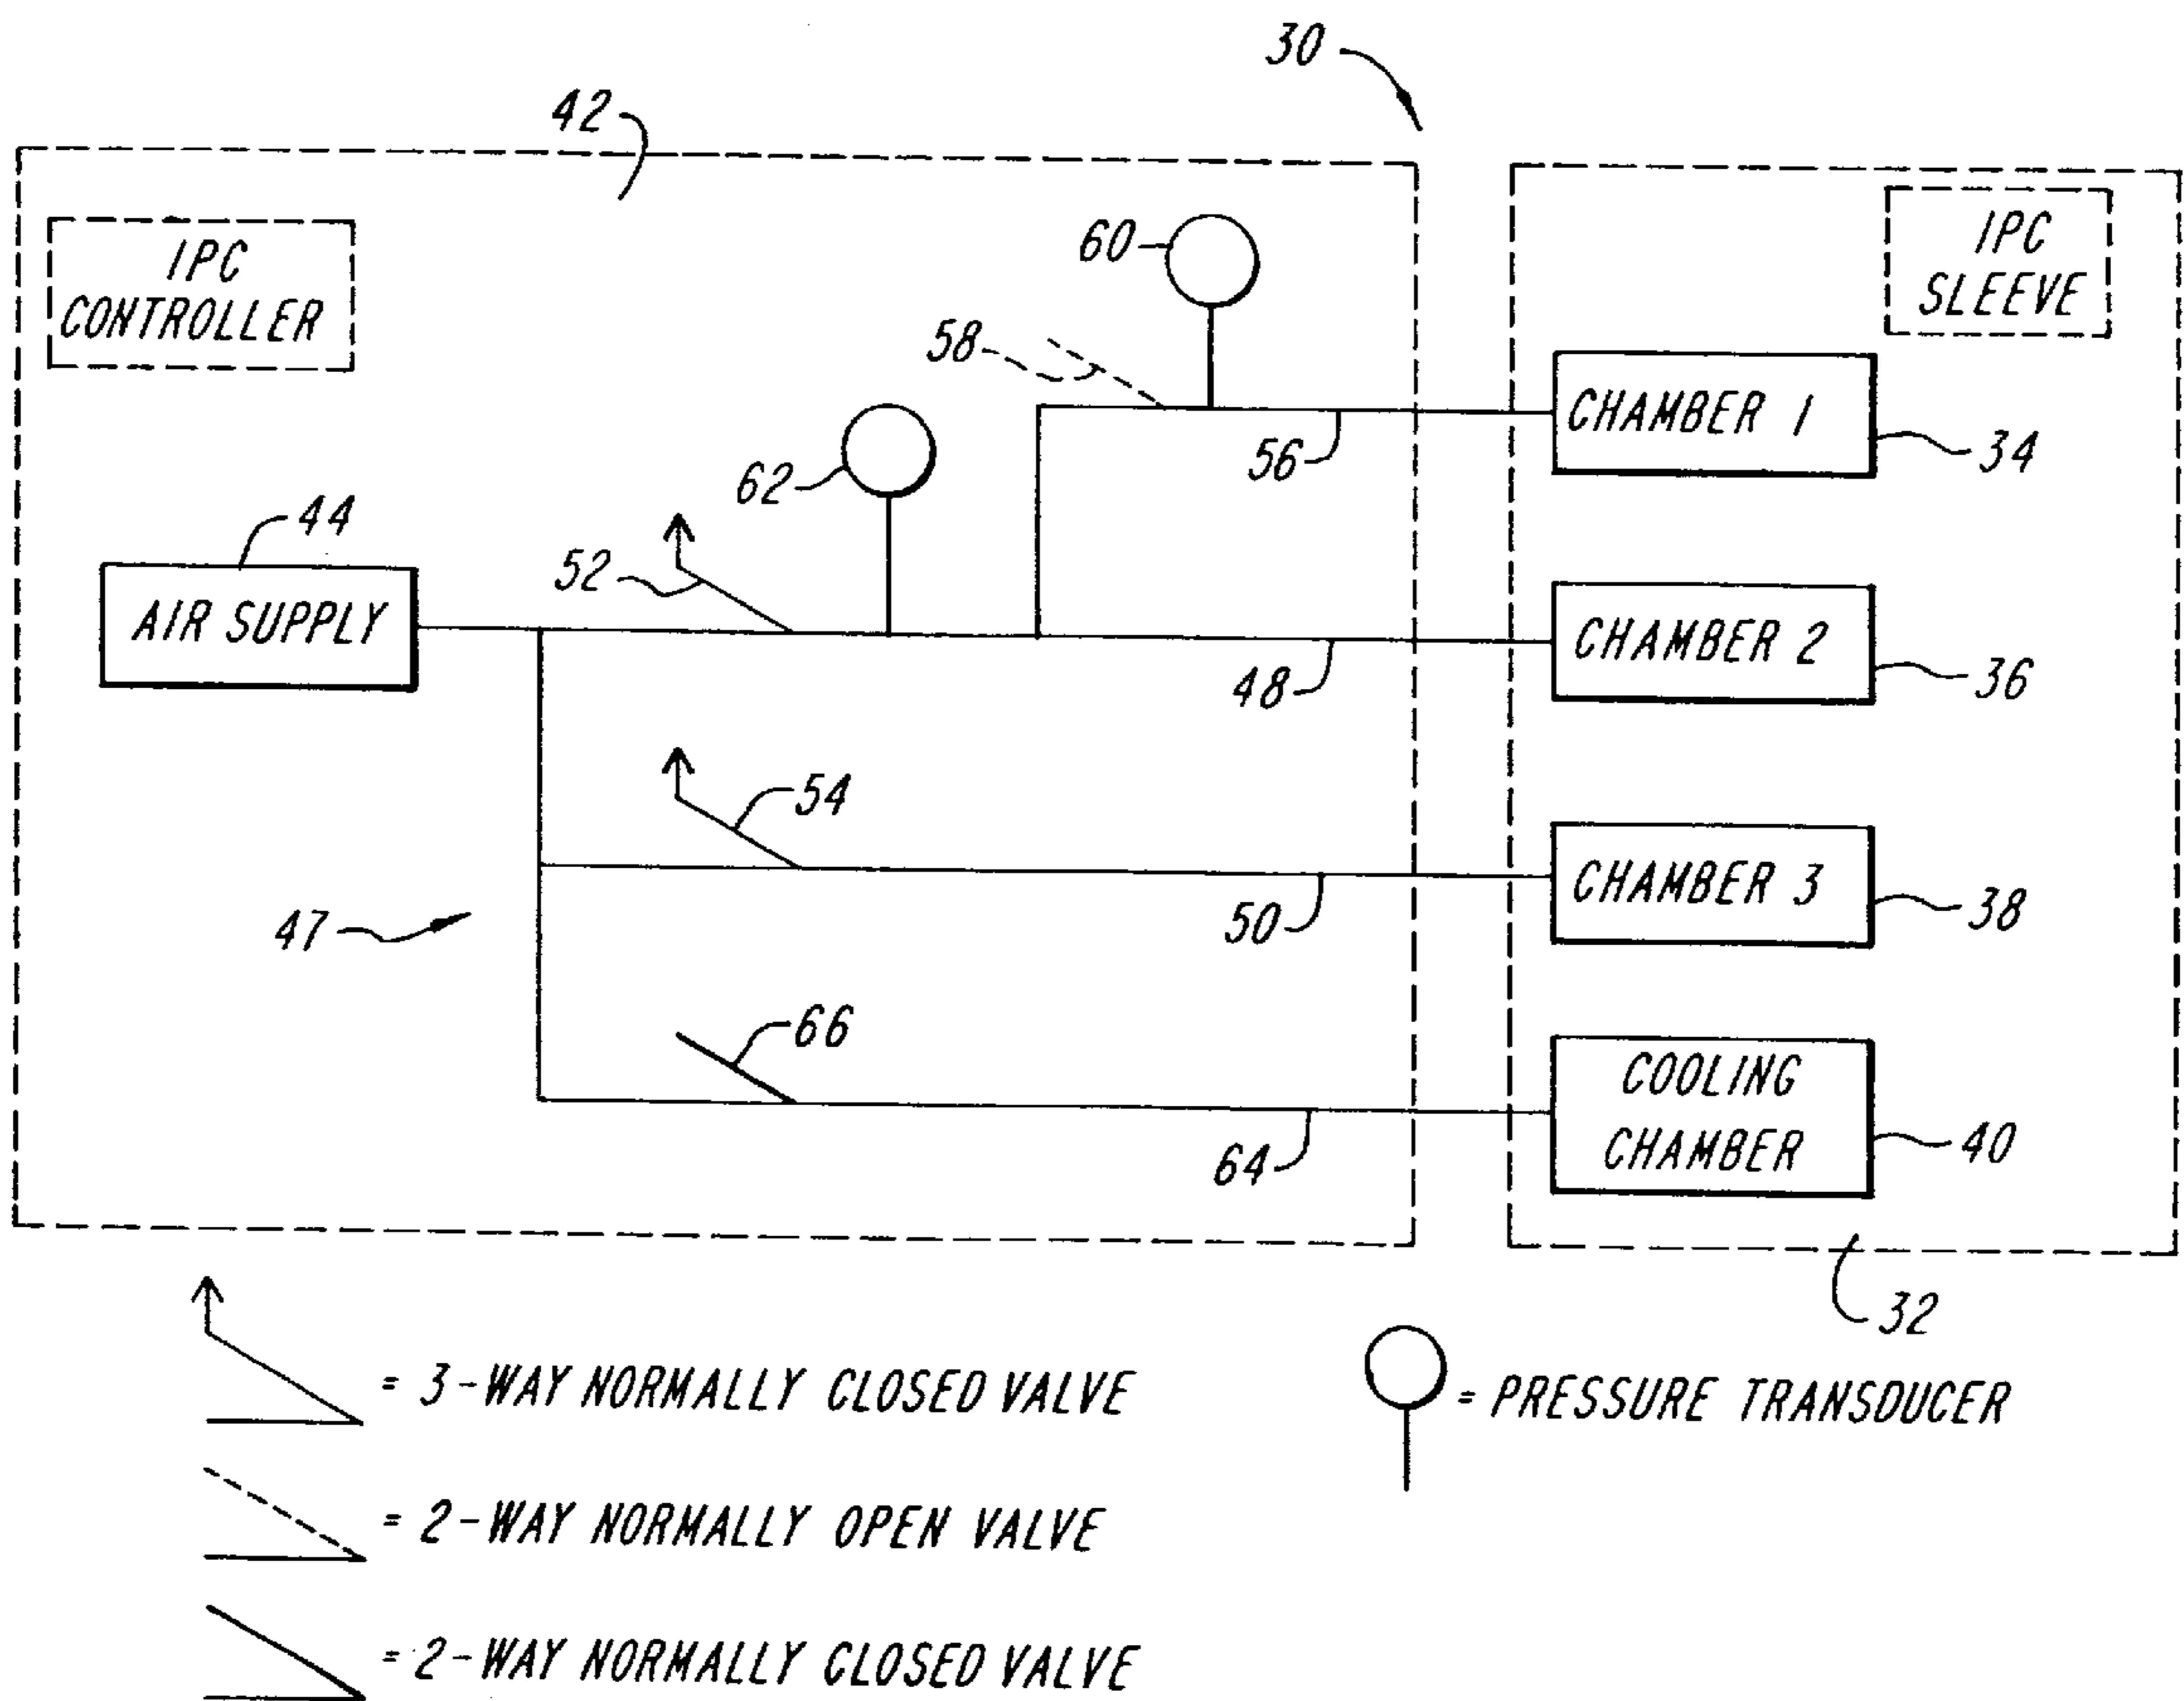 30
42
IPC
CONTROLLER
IPC
SLEEVE
60
58
CHAMBER 1
34
56
62
44
52
AIR SUPPLY
CHAMBER 2
36
48
54
CHAMBER 3
38
50
47
66
COOLING
CHAMBER
40
64
32
= 3-WAY NORMALLY CLOSED VALVE
= PRESSURE TRANSDUCER
= 2-WAY NORMALLY OPEN VALVE
= 2-WAY NORMALLY CLOSED VALVE